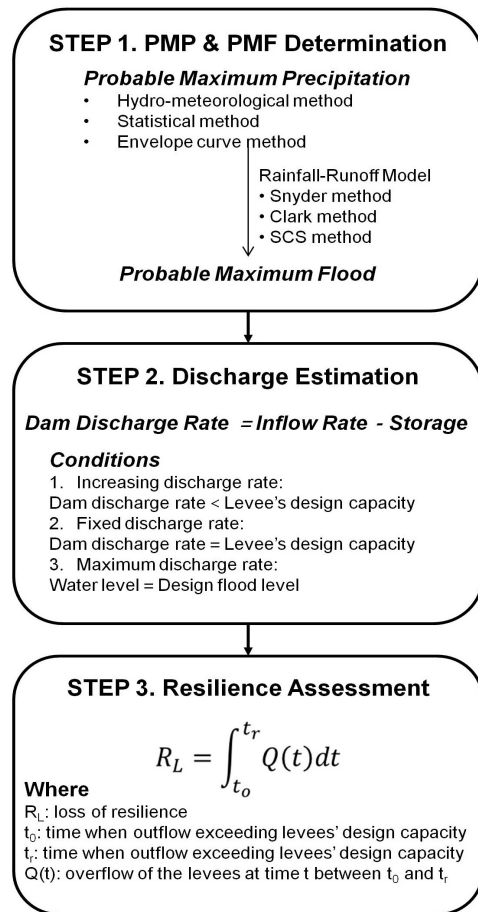 STEP 1. PMP & PMF Determination
Probable Maximum Precipitation
• Hydro-meteorological method
• Statistical method
• Envelope curve method
Rainfall-Runoff Model
• Snyder method
• Clark method
• SCS method
Probable Maximum Flood
STEP 2. Discharge Estimation
Dam Discharge Rate = Inflow Rate - Storage
Conditions
1. Increasing discharge rate:
Dam discharge rate < Levee's design capacity
2. Fixed discharge rate:
Dam discharge rate = Levee's design capacity
3. Maximum discharge rate:
Water level = Design flood level
STEP 3. Resilience Assessment
R_L = ∫_{t_o}^{t_r} Q(t)dt
Where
R_L: loss of resilience
t_0: time when outflow exceeding levees' design capacity
t_r: time when outflow exceeding levees' design capacity
Q(t): overflow of the levees at time t between t_0 and t_r